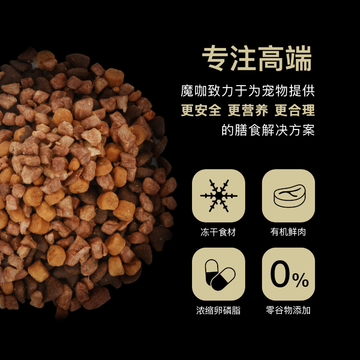 专注高端
魔咖致力于为宠物提供
更安全 更营养 更合理
的膳食解决方案
冻干食材
有机鲜肉
浓缩卵磷脂
0%
零谷物添加